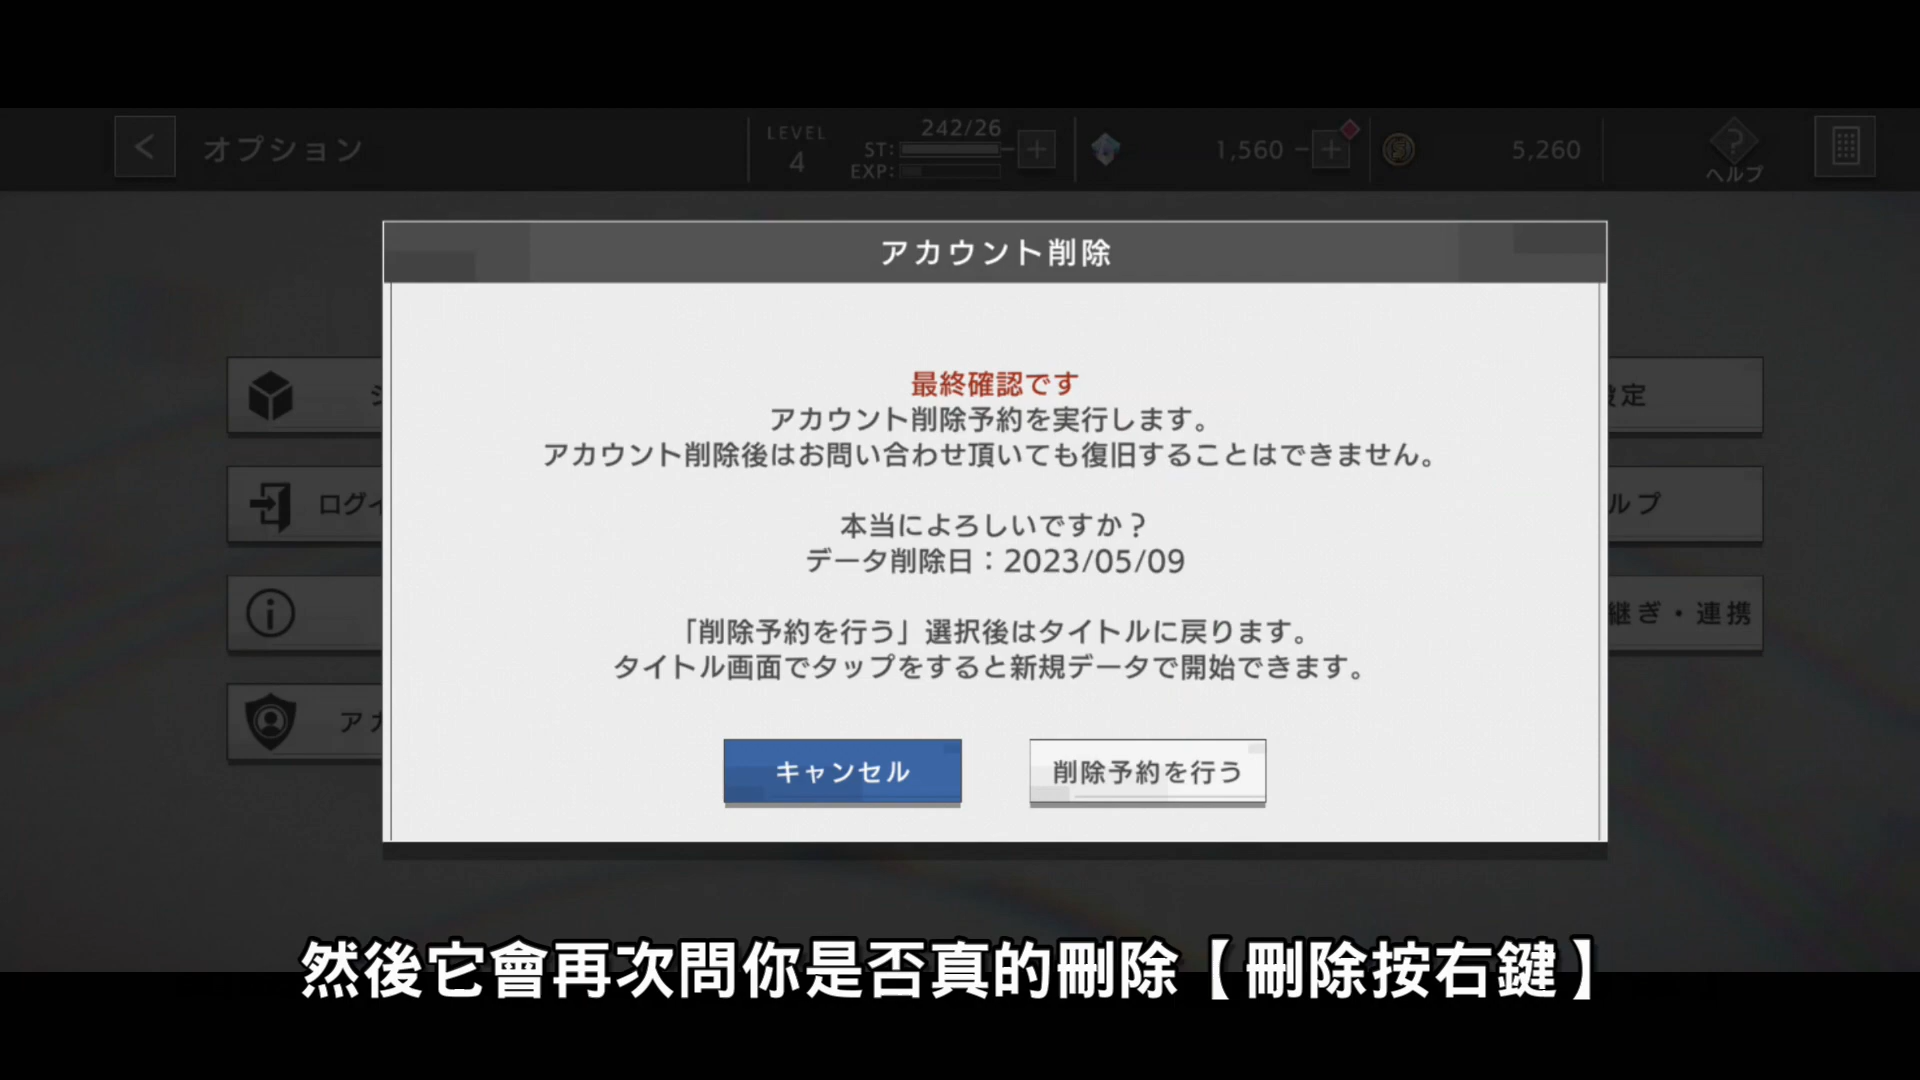 オプション
LEVEL
4
242/26
ST:
EXP:
1,560
5,260
ヘルプ
アカウント削除
最終確認です
アカウント削除予約を実行します。
アカウント削除後はお問い合わせ頂いても復旧することはできません。
本当によろしいですか？
データ削除日：2023/05/09
「削除予約を行う」選択後はタイトルに戻ります。
タイトル画面でタップをすると新規データで開始できます。
キャンセル
削除予約を行う
ログイ
アカ
定
ルプ
継ぎ・連携
然後它會再次問你是否真的刪除【刪除按右鍵】